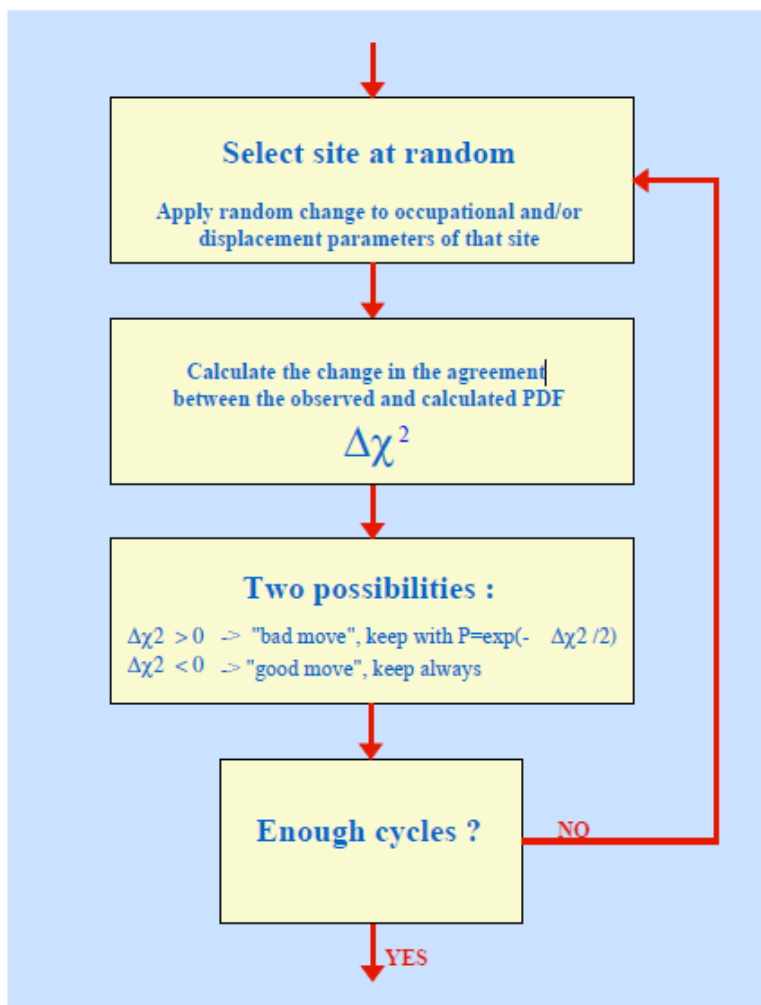 Select site at random
Apply random change to occupational and/or
displacement parameters of that site
Calculate the change in the agreement
between the observed and calculated PDF
Δχ²
Two possibilities :
Δχ2 > 0 -> "bad move", keep with P=exp(- Δχ2 /2)
Δχ2 < 0 -> "good move", keep always
Enough cycles ?
NO
YES